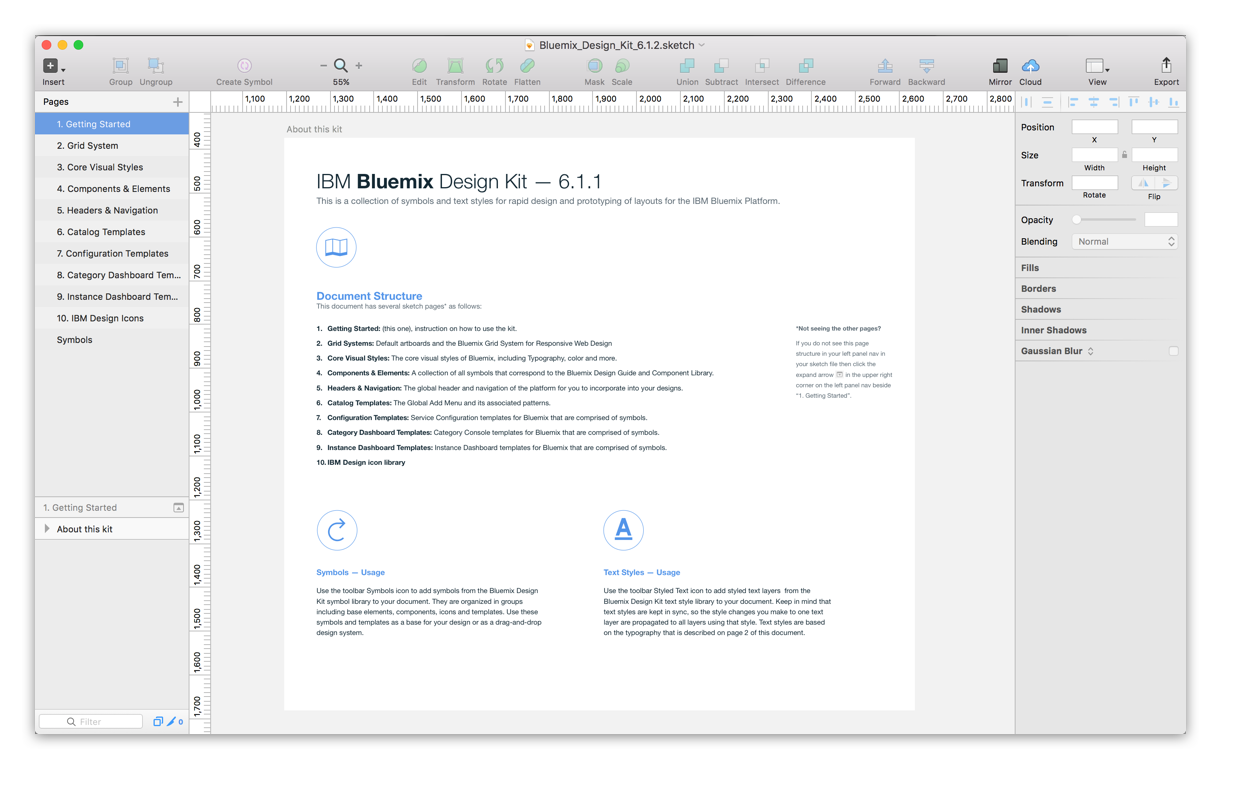 Bluemix_Design_Kit_6.1.2.sketch
Insert
Group
Ungroup
Create Symbol
55%
Edit
Transform
Rotate
Flatten
Mask
Scale
Union
Subtract
Intersect
Difference
Forward
Backward
Mirror
Cloud
View
Export
Pages
1. Getting Started
2. Grid System
3. Core Visual Styles
4. Components & Elements
5. Headers & Navigation
6. Catalog Templates
7. Configuration Templates
8. Category Dashboard Tem...
9. Instance Dashboard Tem...
10. IBM Design Icons
Symbols
1. Getting Started
About this kit
Filter
0
1,100 1,200 1,300 1,400 1,500 1,600 1,700 1,800 1,900 2,000 2,100 2,200 2,300 2,400 2,500 2,600 2,700 2,800
400
500
600
700
800
900
1,000
1,100
1,200
1,300
1,400
1,500
1,600
1,700
About this kit
IBM Bluemix Design Kit — 6.1.1
This is a collection of symbols and text styles for rapid design and prototyping of layouts for the IBM Bluemix Platform.
Document Structure
This document has several sketch pages* as follows:
1. Getting Started: (this one), instruction on how to use the kit.
2. Grid Systems: Default artboards and the Bluemix Grid System for Responsive Web Design
3. Core Visual Styles: The core visual styles of Bluemix, including Typography, color and more.
4. Components & Elements: A collection of all symbols that correspond to the Bluemix Design Guide and Component Library.
5. Headers & Navigation: The global header and navigation of the platform for you to incorporate into your designs.
6. Catalog Templates: The Global Add Menu and its associated patterns.
7. Configuration Templates: Service Configuration templates for Bluemix that are comprised of symbols.
8. Category Dashboard Templates: Category Console templates for Bluemix that are comprised of symbols.
9. Instance Dashboard Templates: Instance Dashboard templates for Bluemix that are comprised of symbols.
10. IBM Design icon library
*Not seeing the other pages?
If you do not see this page
structure in your left panel nav in
your sketch file then click the
expand arrow in the upper right
corner on the left panel nav beside
"1. Getting Started".
Symbols — Usage
Use the toolbar Symbols icon to add symbols from the Bluemix Design
Kit symbol library to your document. They are organized in groups
including base elements, components, icons and templates. Use these
symbols and templates as a base for your design or as a drag-and-drop
design system.
A
Text Styles — Usage
Use the toolbar Styled Text icon to add styled text layers from the
Bluemix Design Kit text style library to your document. Keep in mind that
text styles are kept in sync, so the style changes you make to one text
layer are propagated to all layers using that style. Text styles are based
on the typography that is described on page 2 of this document.
Position
X
Y
Size
Width
Height
Transform
Rotate
Flip
Opacity
Blending
Normal
Fills
Borders
Shadows
Inner Shadows
Gaussian Blur